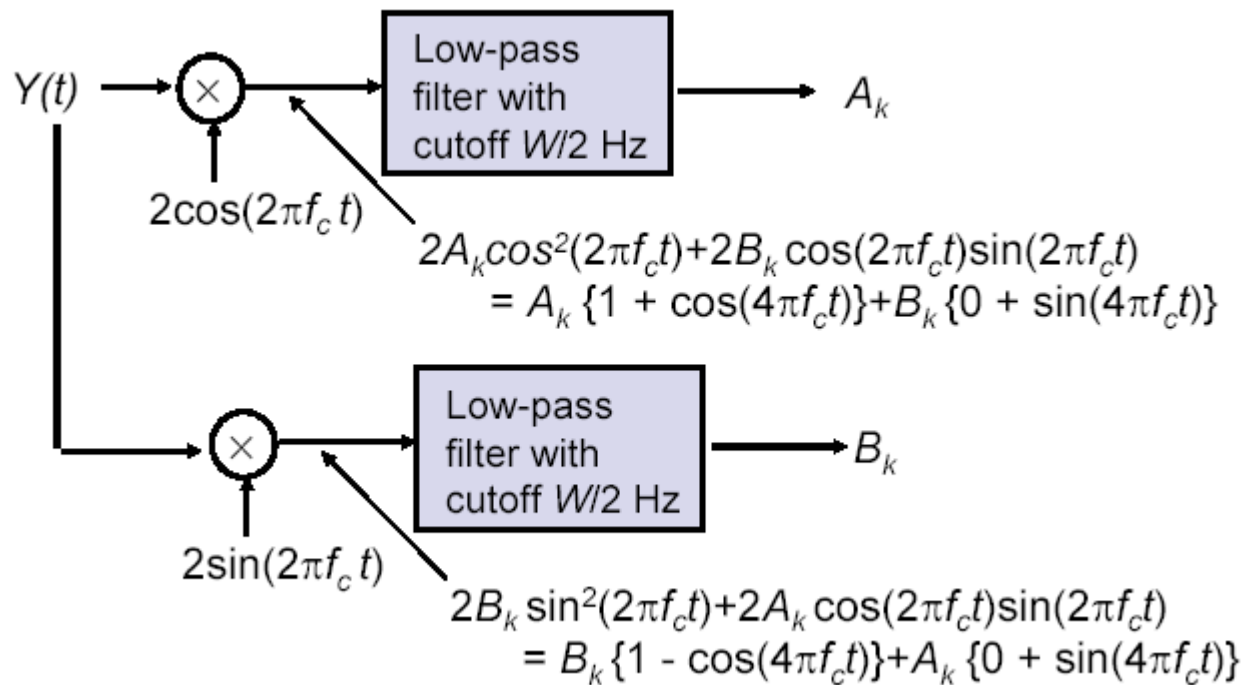 Low-pass
filter with
cutoff W/2 Hz
Y(t)
×
A_k
2cos(2πf_c t)
2A_k cos²(2πf_c t)+2B_k cos(2πf_c t)sin(2πf_c t)
= A_k {1 + cos(4πf_c t)}+B_k {0 + sin(4πf_c t)}
Low-pass
filter with
cutoff W/2 Hz
×
B_k
2sin(2πf_c t)
2B_k sin²(2πf_c t)+2A_k cos(2πf_c t)sin(2πf_c t)
= B_k {1 - cos(4πf_c t)}+A_k {0 + sin(4πf_c t)}